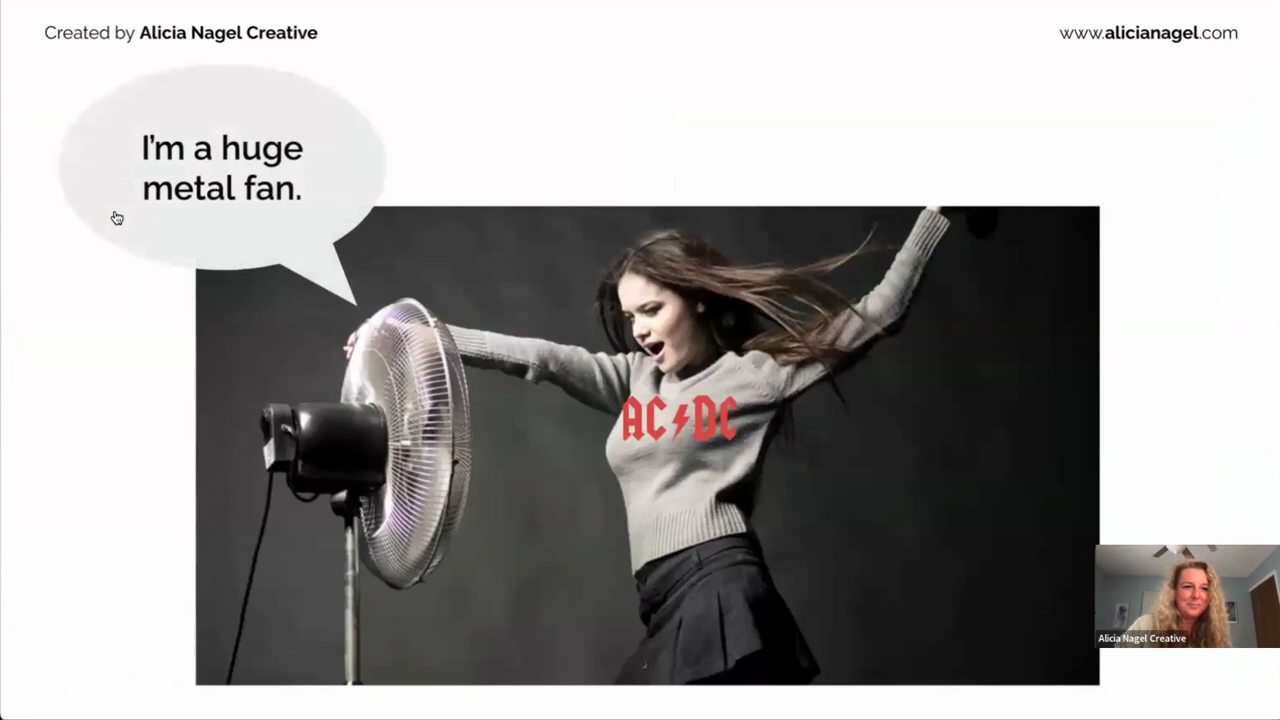 Created by Alicia Nagel Creative
www.alicianagel.com
I'm a huge
metal fan.
AC⚡DC
Alicia Nagel Creative